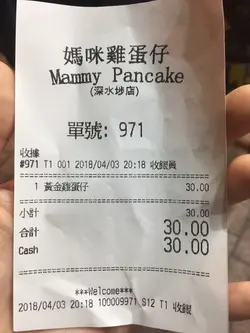 媽咪雞蛋仔
Mammy Pancake
(深水埗店)
單號: 971
收據
#971 T1 001 2018/04/03 20:18 收銀員
1 黃金雞蛋仔 30.00
小計 30.00
合計 30.00
Cash 30.00
***Welcome***
2018/04/03 20:18 100009971 S12 T1 收銀